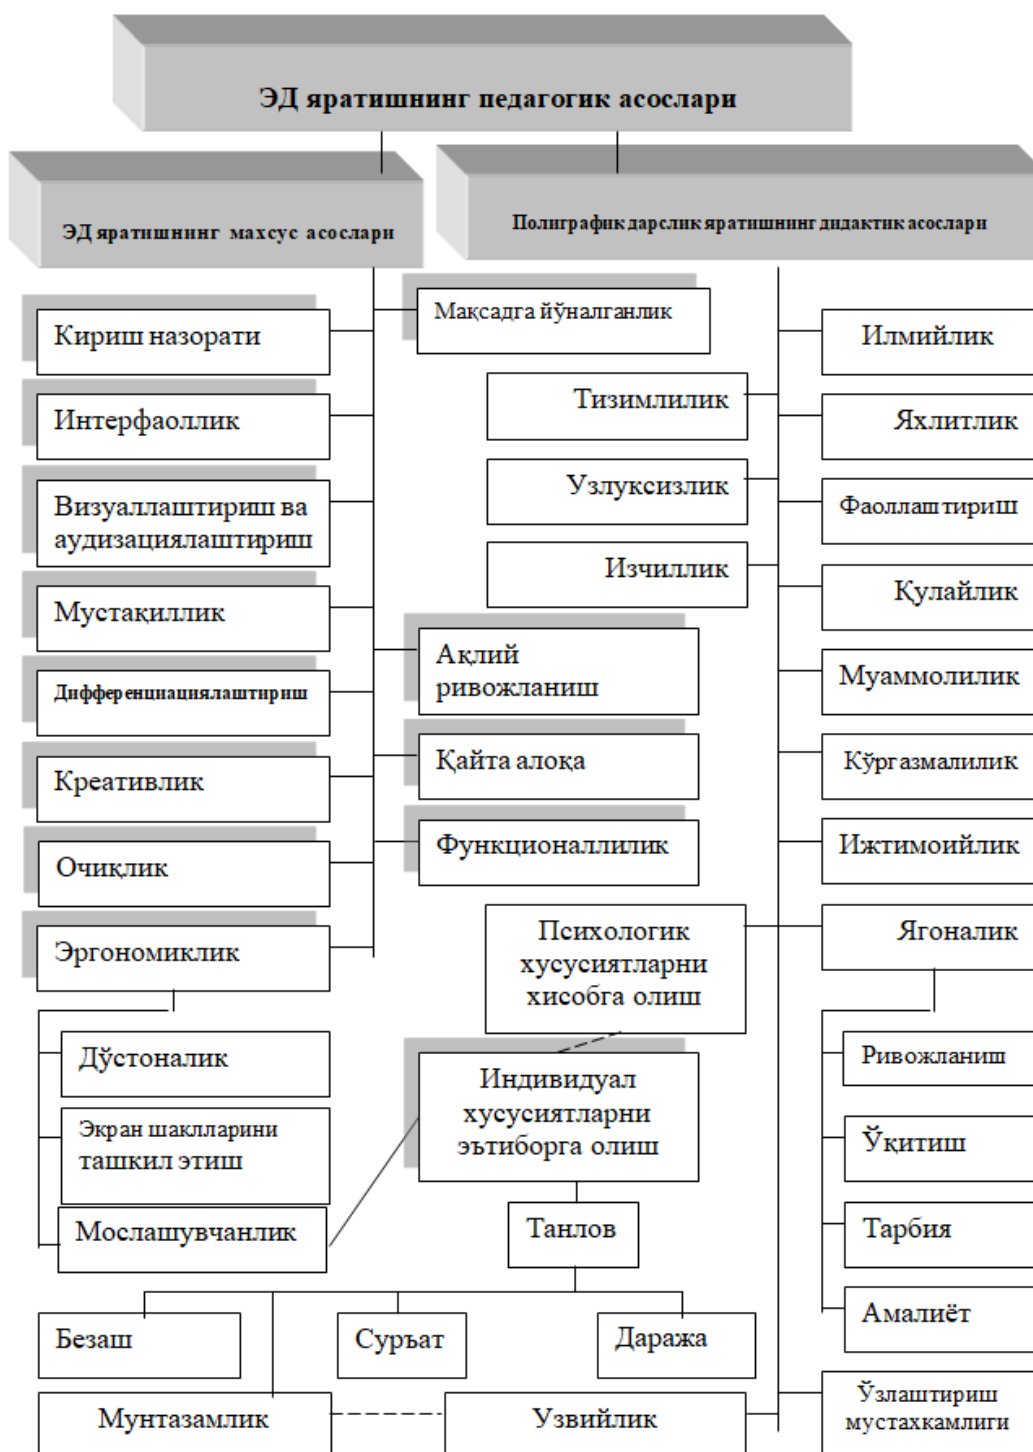 ЭД яратишнинг педагогик асослари
ЭД яратишнинг махсус асослари
Полиграфик дарслик яратишнинг дидактик асослари
Кириш назорати
Мақсадга йўналганлик
Илмийлик
Интерфаоллик
Тизимлилик
Яхлитлик
Визуаллаштириш ва
аудизациялаштириш
Узлуксизлик
Фаоллаштириш
Изчиллик
Қулайлик
Мустақиллик
Ақлий
ривожланиш
Муаммолилик
Дифференциациялаштириш
Қайта алоқа
Кўргазмалилик
Креативлик
Функционаллилик
Ижтимоийлик
Очиқлик
Эргономиклик
Психологик
хусусиятларни
хисобга олиш
Ягоналик
Дўстоналик
Индивидуал
хусусиятларни
эътиборга олиш
Ривожланиш
Экран шаклларини
ташкил этиш
Ўқитиш
Мослашувчанлик
Танлов
Тарбия
Безаш
Суръат
Даража
Амалиёт
Мунтазамлик
Узвийлик
Ўзлаштириш
мустахкамлиги